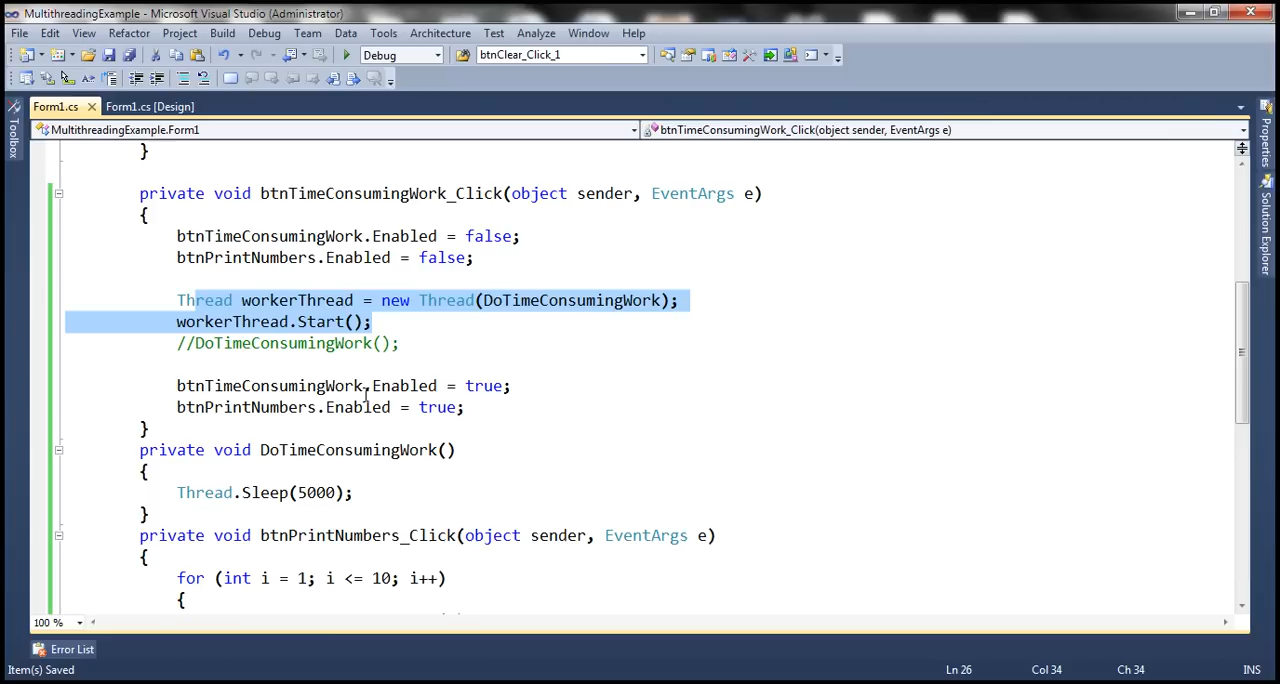 MultithreadingExample - Microsoft Visual Studio (Administrator)
File Edit View Refactor Project Build Debug Team Data Tools Architecture Test Analyze Window Help
Debug btnClear_Click_1
Form1.cs Form1.cs [Design]
MultithreadingExample.Form1 btnTimeConsumingWork_Click(object sender, EventArgs e)
Toolbox
Properties
Solution Explorer
}
private void btnTimeConsumingWork_Click(object sender, EventArgs e)
{
btnTimeConsumingWork.Enabled = false;
btnPrintNumbers.Enabled = false;
Thread workerThread = new Thread(DoTimeConsumingWork);
workerThread.Start();
//DoTimeConsumingWork();
btnTimeConsumingWork.Enabled = true;
btnPrintNumbers.Enabled = true;
}
private void DoTimeConsumingWork()
{
Thread.Sleep(5000);
}
private void btnPrintNumbers_Click(object sender, EventArgs e)
{
for (int i = 1; i <= 10; i++)
{
100 %
Error List
Item(s) Saved Ln 26 Col 34 Ch 34 INS